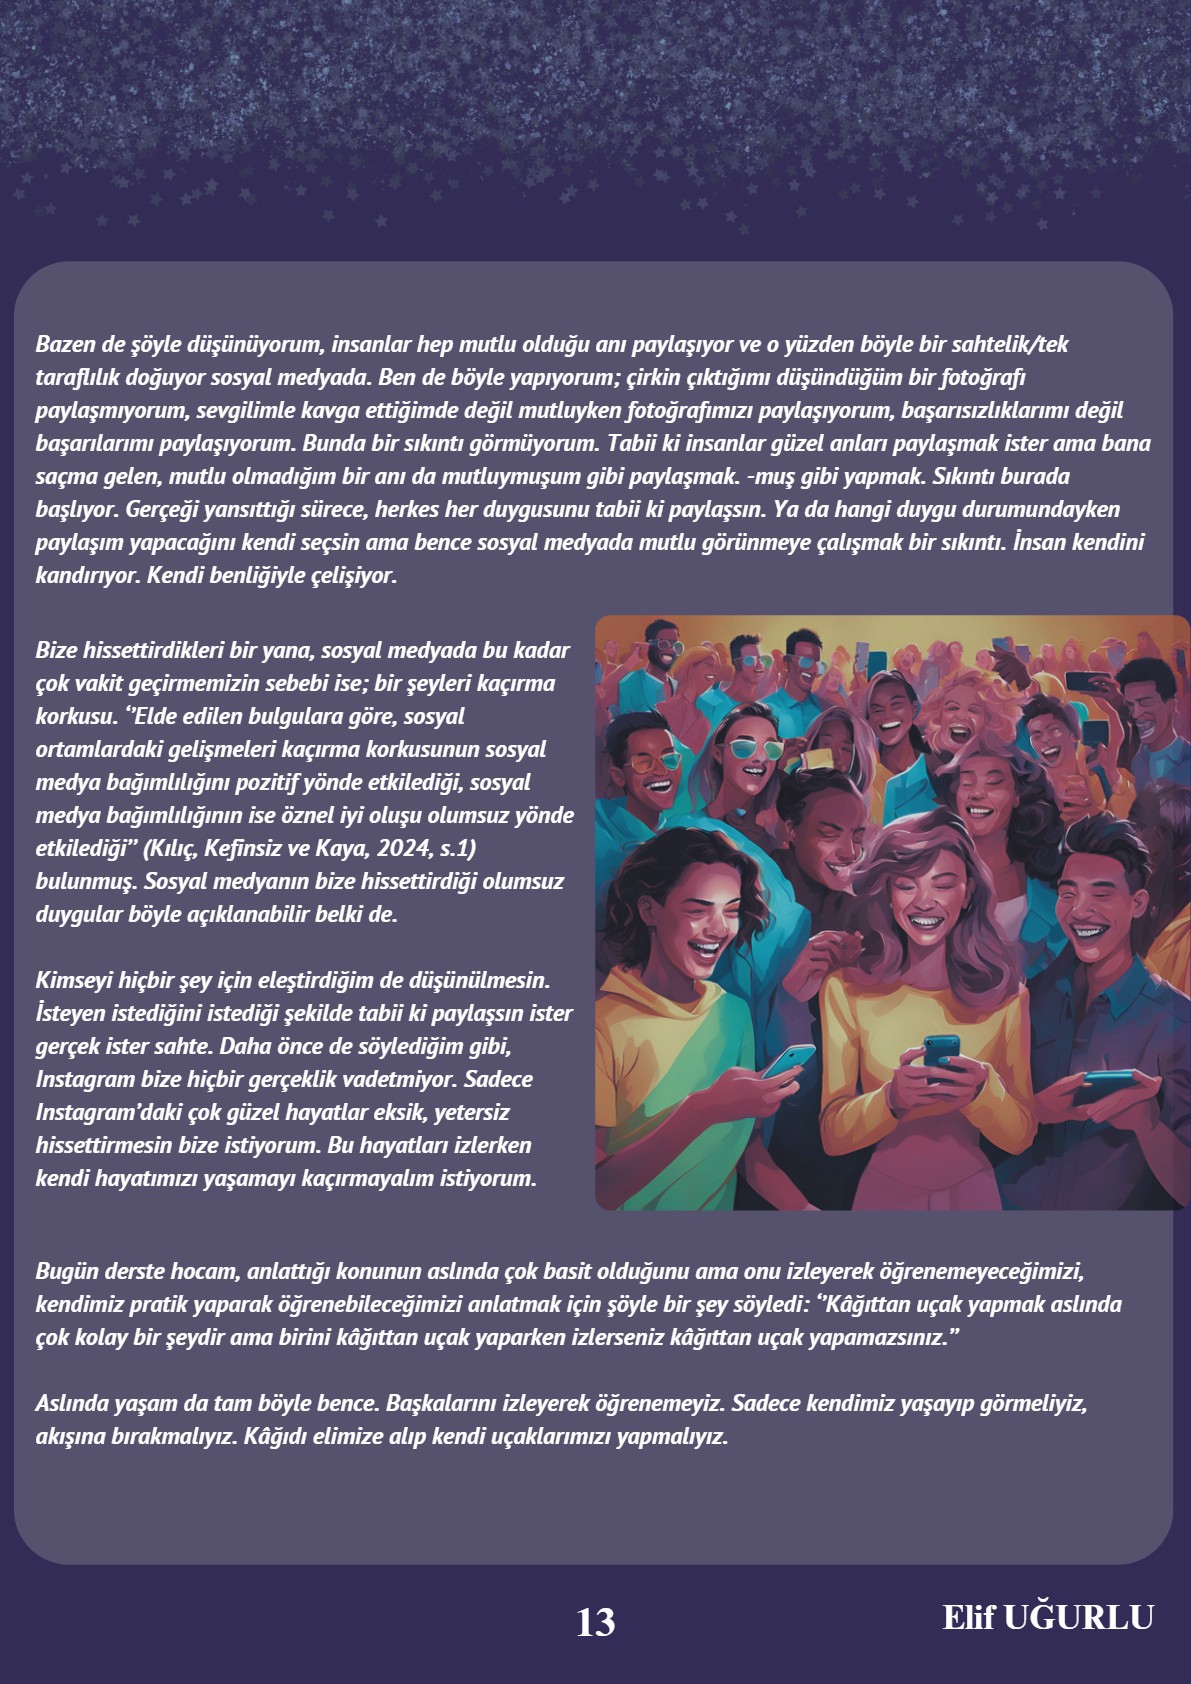 Bazen de şöyle düşünüyorum, insanlar hep mutlu olduğu anı paylaşıyor ve o yüzden böyle bir sahtelik/tek
taraflılık doğuyor sosyal medyada. Ben de böyle yapıyorum; çirkin çıktığımı düşündüğüm bir fotoğrafı
paylaşmıyorum, sevgilimle kavga ettiğimde değil mutluyken fotoğrafımızı paylaşıyorum, başarısızlıklarımı değil
başarılarımı paylaşıyorum. Bunda bir sıkıntı görmüyorum. Tabii ki insanlar güzel anları paylaşmak ister ama bana
saçma gelen, mutlu olmadığım bir anı da mutluymuşum gibi paylaşmak. -muş gibi yapmak. Sıkıntı burada
başlıyor. Gerçeği yansıttığı sürece, herkes her duygusunu tabii ki paylaşsın. Ya da hangi duygu durumundayken
paylaşım yapacağını kendi seçsin ama bence sosyal medyada mutlu görünmeye çalışmak bir sıkıntı. İnsan kendini
kandırıyor. Kendi benliğiyle çelişiyor.
Bize hissettirdikleri bir yana, sosyal medyada bu kadar
çok vakit geçirmemizin sebebi ise; bir şeyleri kaçırma
korkusu. ‘’Elde edilen bulgulara göre, sosyal
ortamlardaki gelişmeleri kaçırma korkusunun sosyal
medya bağımlılığını pozitif yönde etkilediği, sosyal
medya bağımlılığının ise öznel iyi oluşu olumsuz yönde
etkilediği’’ (Kılıç, Kefinsiz ve Kaya, 2024, s.1)
bulunmuş. Sosyal medyanın bize hissettirdiği olumsuz
duygular böyle açıklanabilir belki de.
Kimseyi hiçbir şey için eleştirdiğim de düşünülmesin.
İsteyen istediğini istediği şekilde tabii ki paylaşsın ister
gerçek ister sahte. Daha önce de söylediğim gibi,
Instagram bize hiçbir gerçeklik vadetmiyor. Sadece
Instagram’daki çok güzel hayatlar eksik, yetersiz
hissettirmesin bize istiyorum. Bu hayatları izlerken
kendi hayatımızı yaşamayı kaçırmayalım istiyorum.
Bugün derste hocam, anlattığı konunun aslında çok basit olduğunu ama onu izleyerek öğrenemeyeceğimizi,
kendimiz pratik yaparak öğrenebileceğimizi anlatmak için şöyle bir şey söyledi: ‘’Kâğıttan uçak yapmak aslında
çok kolay bir şeydir ama birini kâğıttan uçak yaparken izlerseniz kâğıttan uçak yapamazsınız.’’
Aslında yaşam da tam böyle bence. Başkalarını izleyerek öğrenemeyiz. Sadece kendimiz yaşayıp görmeliyiz,
akışına bırakmalıyız. Kâğıdı elimize alıp kendi uçaklarımızı yapmalıyız.
13
Elif UĞURLU